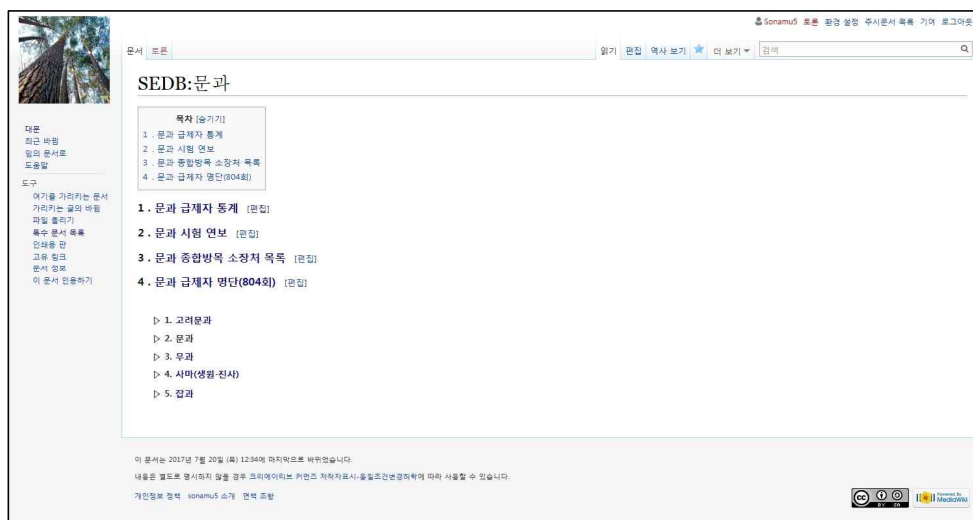 Sonamu5 토론 환경 설정 주시문서 목록 기여 로그아웃
문서 토론
읽기 편집 역사 보기 더 보기 검색
SEDB:문과
목차 [숨기기]
1 . 문과 급제자 통계
2 . 문과 시험 연보
3 . 문과 종합방목 소장처 목록
4 . 문과 급제자 명단(804회)
대문
최근 바뀜
임의 문서로
도움말
도구
여기를 가리키는 문서
가리키는 글의 바뀜
파일 올리기
특수 문서 목록
인쇄용 판
고유 링크
문서 정보
이 문서 인용하기
1 . 문과 급제자 통계 [편집]
2 . 문과 시험 연보 [편집]
3 . 문과 종합방목 소장처 목록 [편집]
4 . 문과 급제자 명단(804회) [편집]
▷ 1. 고려문과
▷ 2. 문과
▷ 3. 무과
▷ 4. 사마(생원·진사)
▷ 5. 잡과
이 문서는 2017년 7월 20일 (목) 12:34에 마지막으로 바뀌었습니다.
내용은 별도로 명시하지 않을 경우 크리에이티브 커먼즈 저작자표시-동일조건변경허락에 따라 사용할 수 있습니다.
개인정보 정책 sonamu5 소개 면책 조항
cc BY SA
Powered By MediaWiki